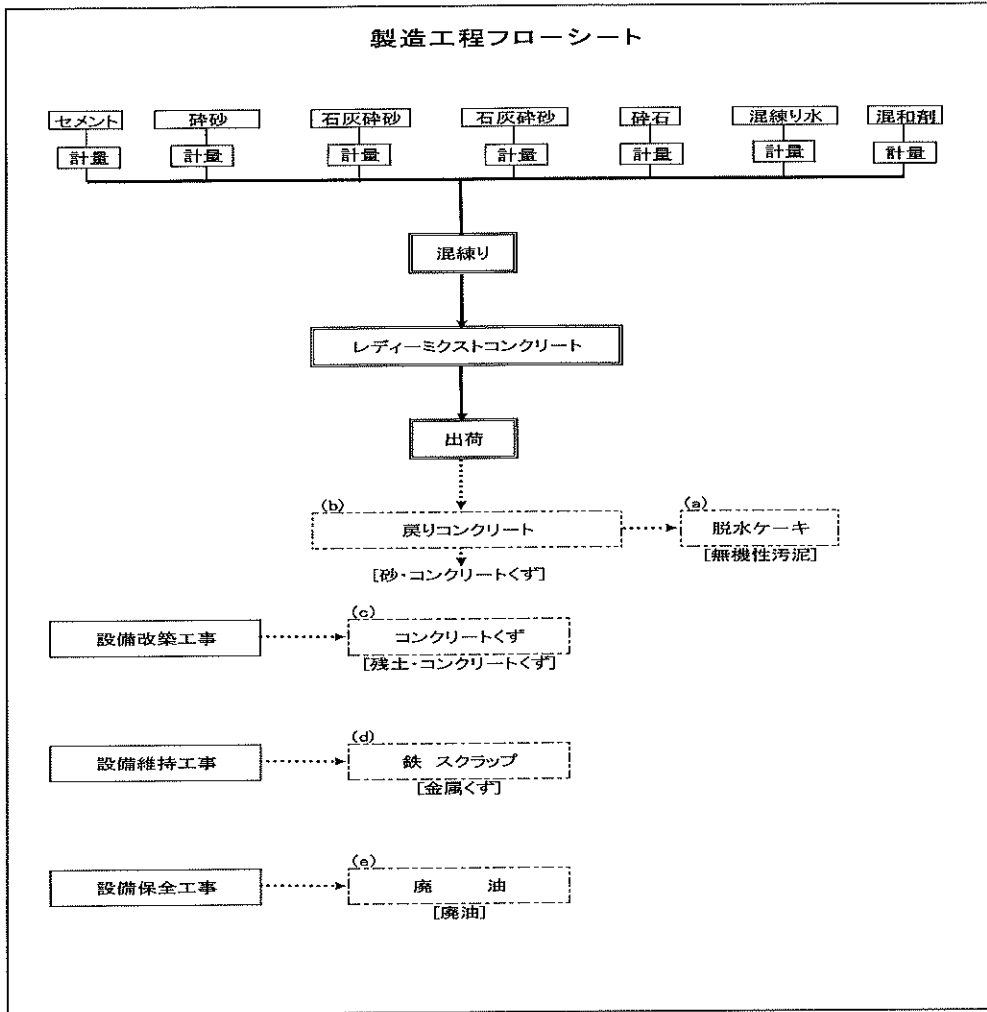 製造工程フローシート
セメント 砕砂 石灰砕砂 石灰砕砂 砕石 混練り水 混和剤
計量 計量 計量 計量 計量 計量 計量
混練り
レディーミクストコンクリート
出荷
(b) (a)
戻りコンクリート 脱水ケーキ
[無機性汚泥]
[砂・コンクリートくず]
(c)
設備改築工事 コンクリートくず
[残土・コンクリートくず]
(d)
設備維持工事 鉄 スクラップ
[金属くず]
(e)
設備保全工事 廃 油
[廃油]